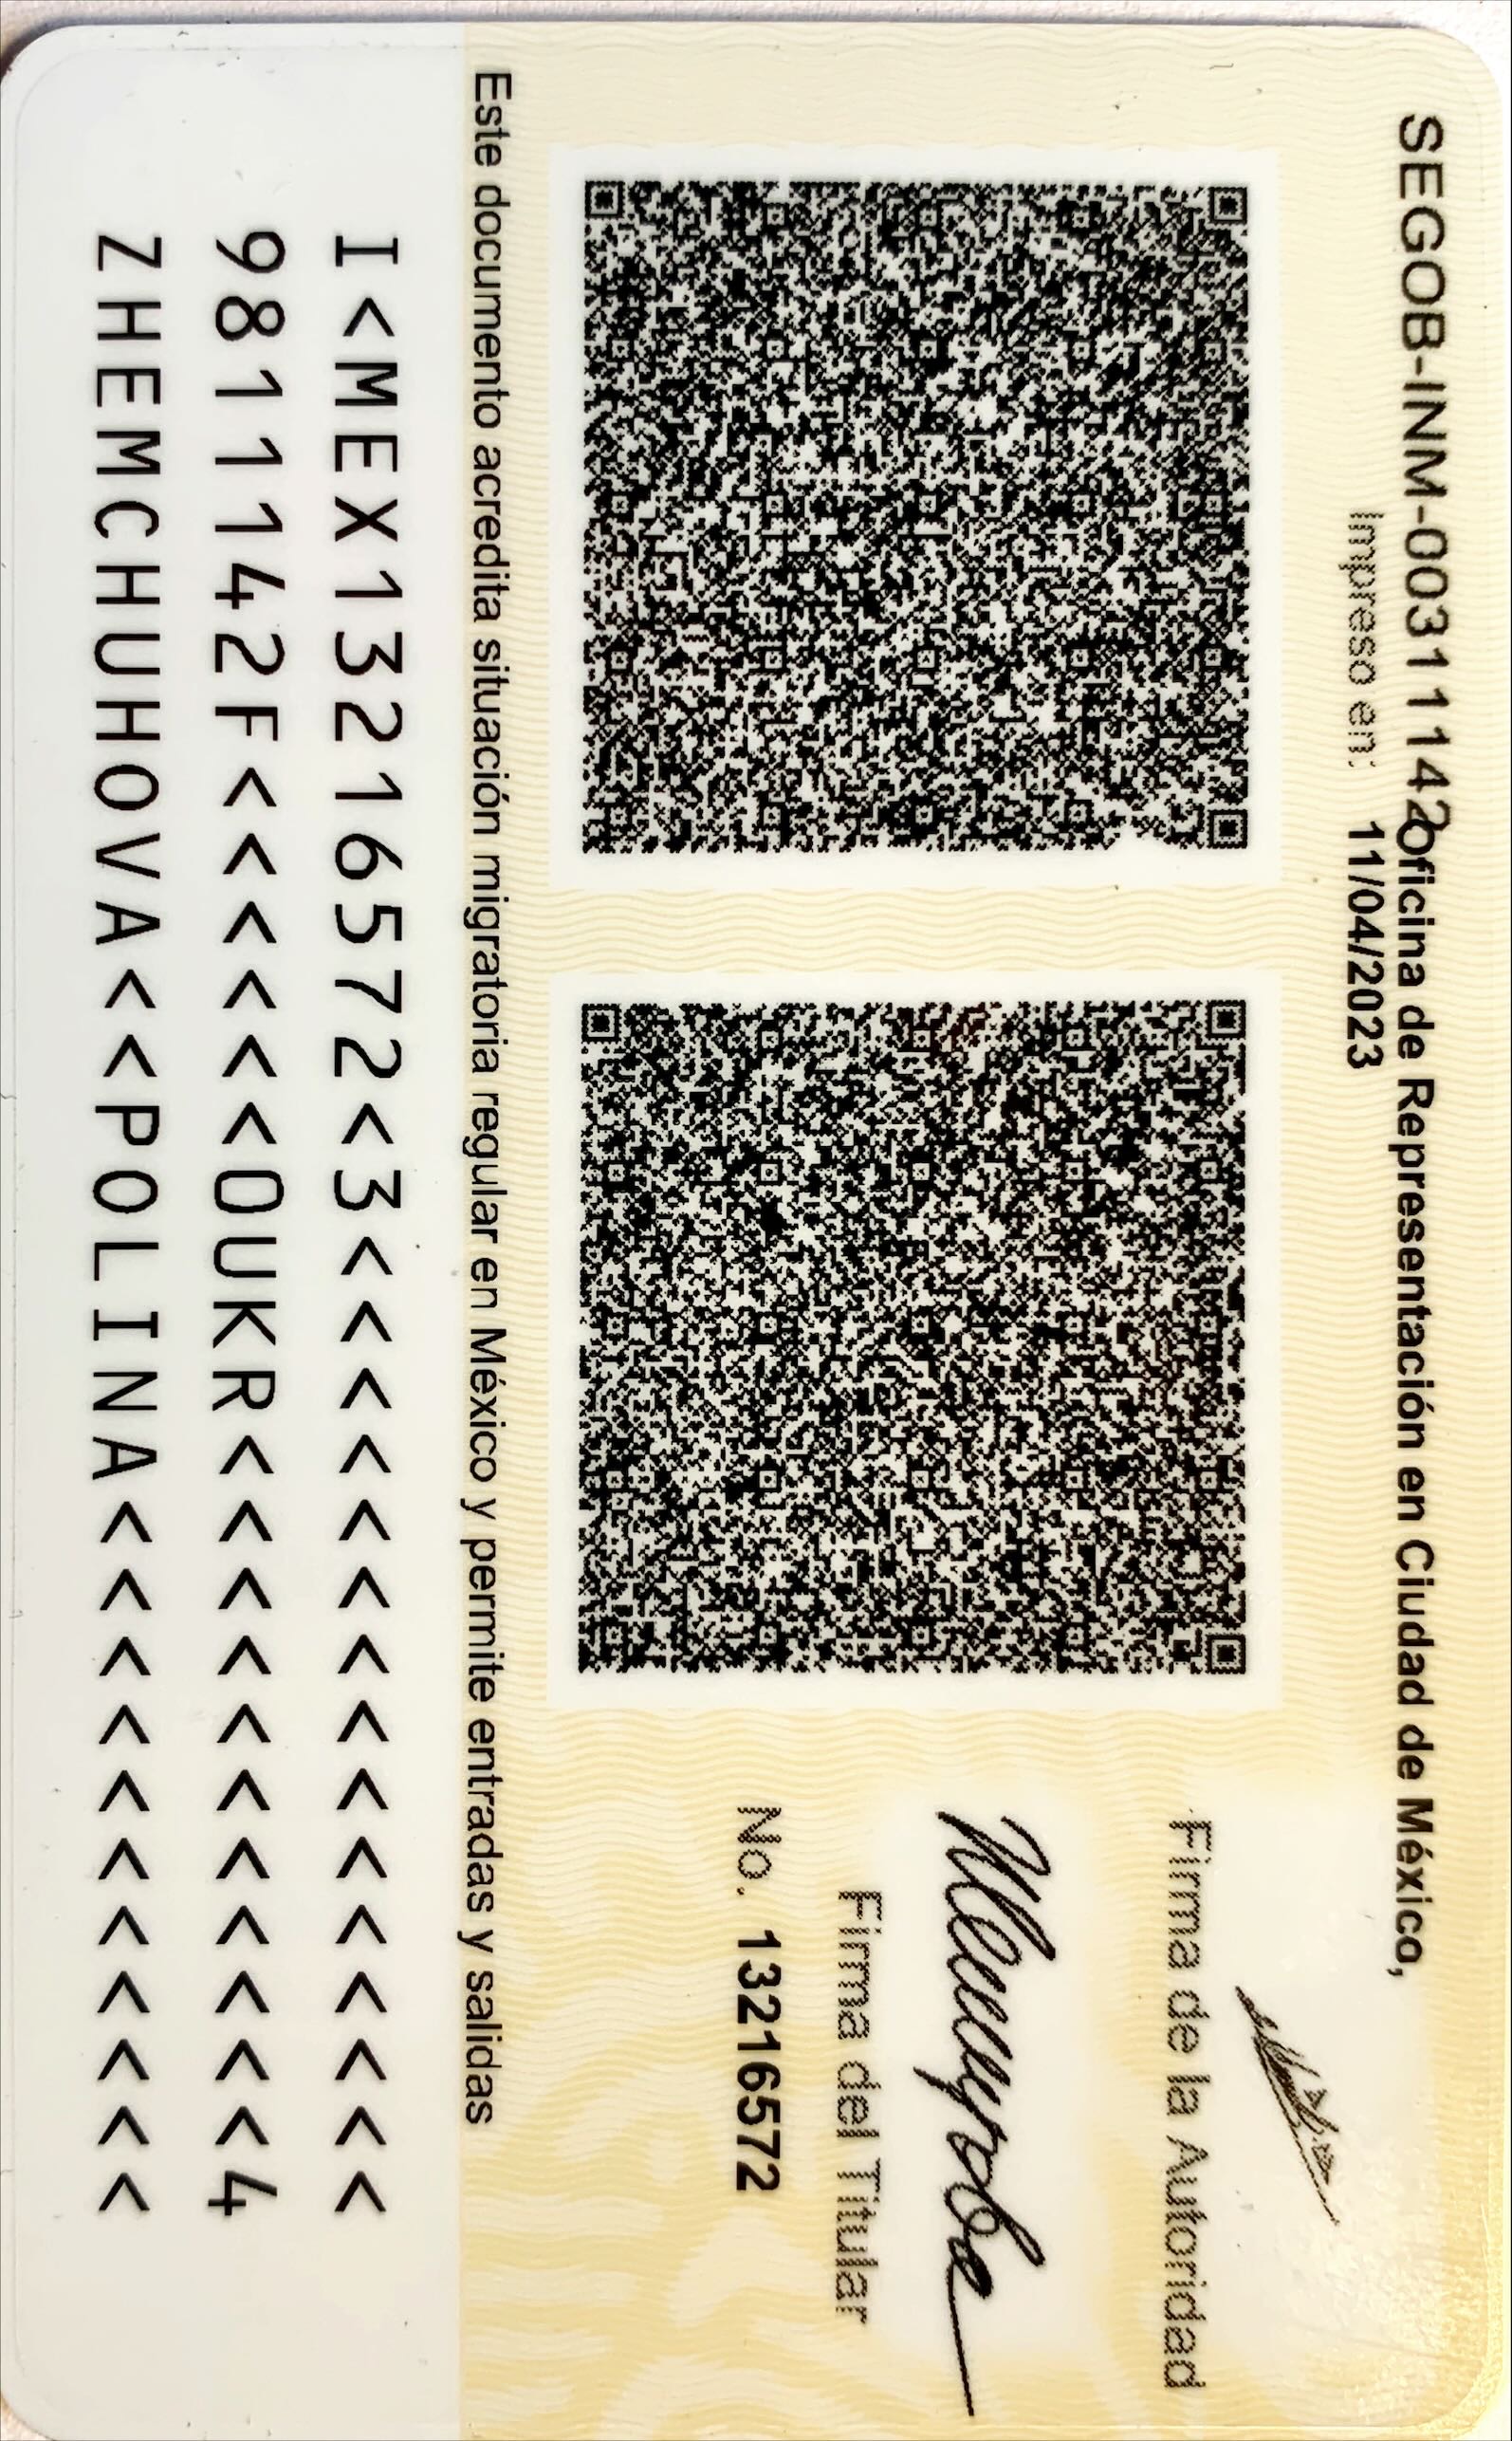 SEGOB-INM-003111142
Oficina de Representación en Ciudad de México,
Impreso en: 11/04/2023
Firma de la Autoridad
Firma del Titular
No. 13216572
Este documento acredita situación migratoria regular en México y permite entradas y salidas
I<MEX13216572<3<<<<<<<<<<<<<<<
9811142F<<<<<<0UKR<<<<<<<<<<<4
ZHEMCHUHOVA<<POLINA<<<<<<<<<<<